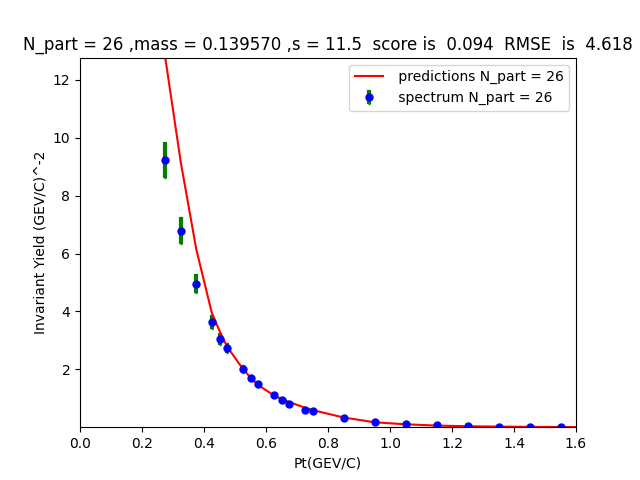 N_part = 26 ,mass = 0.139570 ,s = 11.5  score is  0.094  RMSE  is  4.618
predictions N_part = 26
spectrum N_part = 26
Invariant Yield (GEV/C)^-2
12
10
8
6
4
2
0.0 0.2 0.4 0.6 0.8 1.0 1.2 1.4 1.6
Pt(GEV/C)